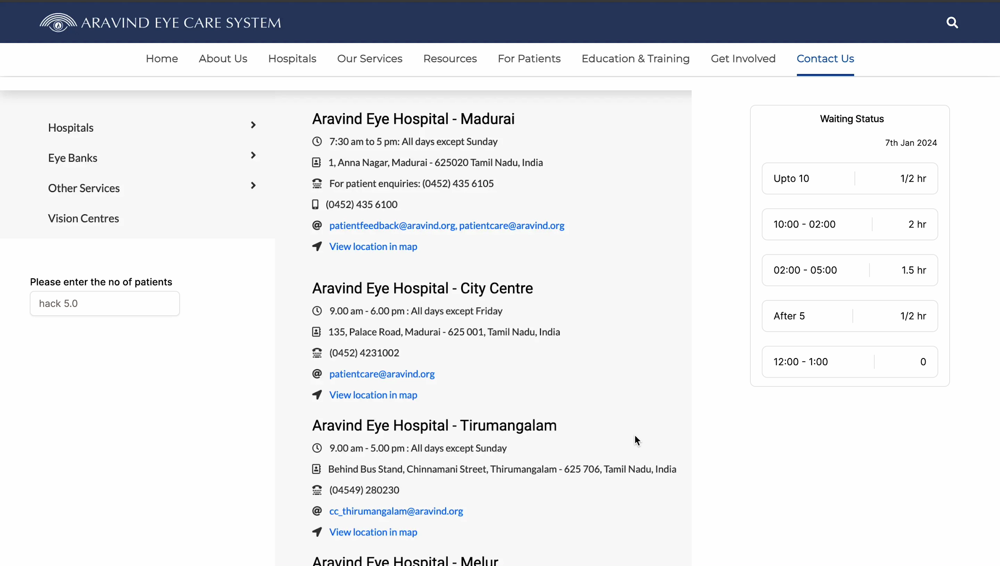 ARAVIND EYE CARE SYSTEM
Home About Us Hospitals Our Services Resources For Patients Education & Training Get Involved Contact Us
Hospitals
Eye Banks
Other Services
Vision Centres
Please enter the no of patients
hack 5.0
Aravind Eye Hospital - Madurai
7:30 am to 5 pm: All days except Sunday
1, Anna Nagar, Madurai - 625020 Tamil Nadu, India
For patient enquiries: (0452) 435 6105
(0452) 435 6100
patientfeedback@aravind.org, patientcare@aravind.org
View location in map
Aravind Eye Hospital - City Centre
9.00 am - 6.00 pm : All days except Friday
135, Palace Road, Madurai - 625 001, Tamil Nadu, India
(0452) 4231002
patientcare@aravind.org
View location in map
Aravind Eye Hospital - Tirumangalam
9.00 am - 5.00 pm : All days except Sunday
Behind Bus Stand, Chinnamani Street, Thirumangalam - 625 706, Tamil Nadu, India
(04549) 280230
cc_thirumangalam@aravind.org
View location in map
Aravind Eye Hospital - Melur
Waiting Status
7th Jan 2024
Upto 10 1/2 hr
10:00 - 02:00 2 hr
02:00 - 05:00 1.5 hr
After 5 1/2 hr
12:00 - 1:00 0